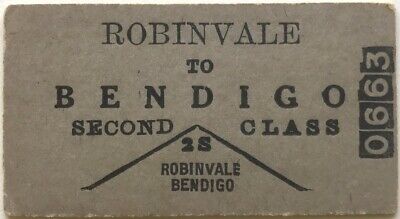 ROBINVALE
TO
BENDIGO
SECOND CLASS
2S
ROBINVALE
BENDIGO
0663